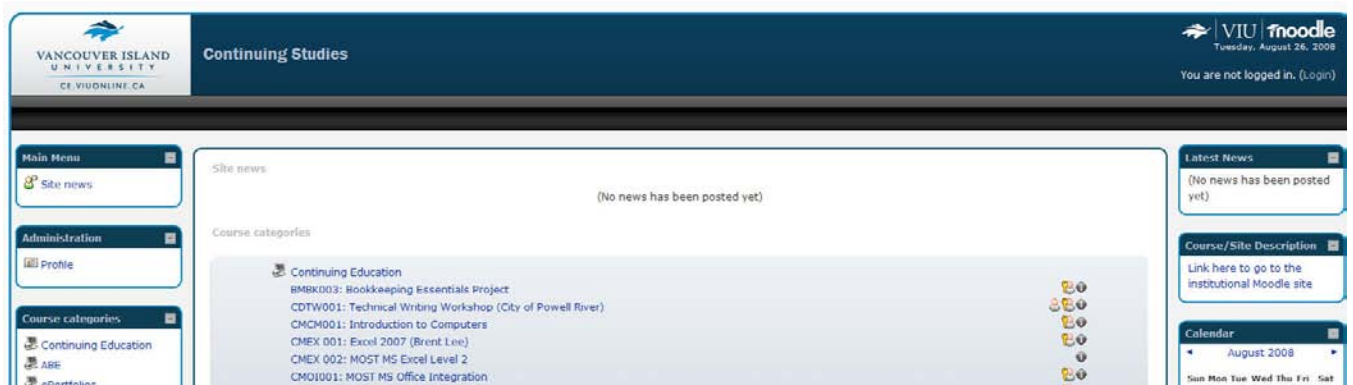 VANCOUVER ISLAND
UNIVERSITY
CE.VIUONLINE.CA
Continuing Studies
VIU moodle
Tuesday, August 26, 2008
You are not logged in. (Login)
Main Menu
Site news
Administration
Profile
Course categories
Continuing Education
ABE
ePortfolios
Site news
(No news has been posted yet)
Course categories
Continuing Education
BMBK003: Bookkeeping Essentials Project
CDTW001: Technical Writing Workshop (City of Powell River)
CMCM001: Introduction to Computers
CMEX 001: Excel 2007 (Brent Lee)
CMEX 002: MOST MS Excel Level 2
CMOI001: MOST MS Office Integration
Latest News
(No news has been posted
yet)
Course/Site Description
Link here to go to the
institutional Moodle site
Calendar
August 2008
Sun Mon Tue Wed Thu Fri Sat